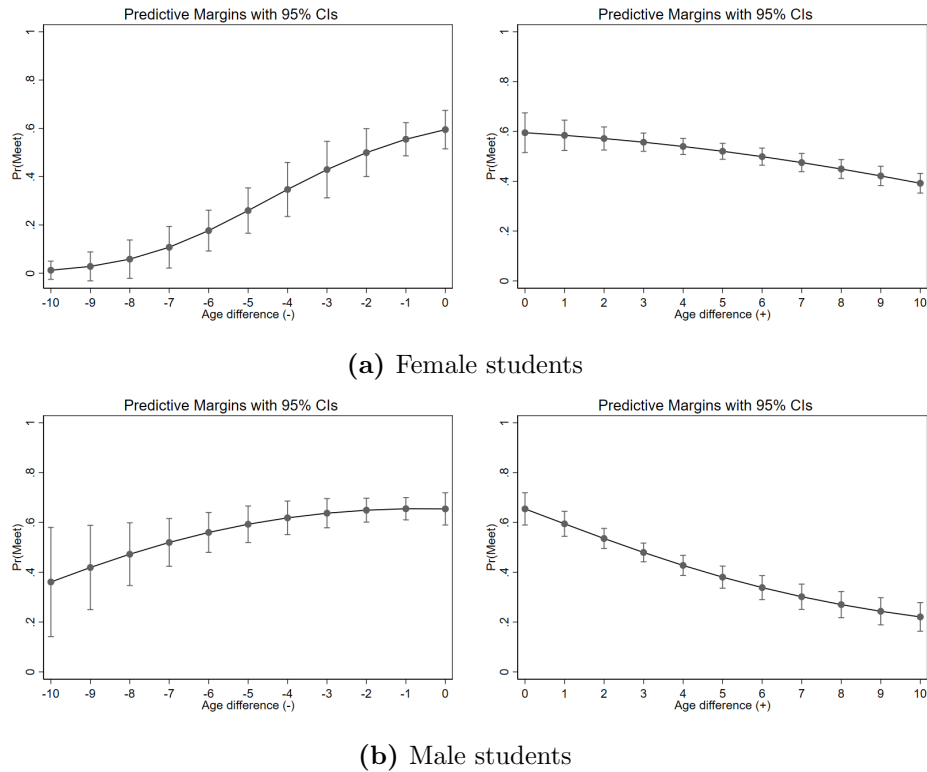 Predictive Margins with 95% CIs
Pr(Meet)
0 .2 .4 .6 .8 1
-10 -9 -8 -7 -6 -5 -4 -3 -2 -1 0
Age difference (-)
Predictive Margins with 95% CIs
Pr(Meet)
0 .2 .4 .6 .8 1
0 1 2 3 4 5 6 7 8 9 10
Age difference (+)
(a) Female students
Predictive Margins with 95% CIs
Pr(Meet)
0 .2 .4 .6 .8 1
-10 -9 -8 -7 -6 -5 -4 -3 -2 -1 0
Age difference (-)
Predictive Margins with 95% CIs
Pr(Meet)
0 .2 .4 .6 .8 1
0 1 2 3 4 5 6 7 8 9 10
Age difference (+)
(b) Male students